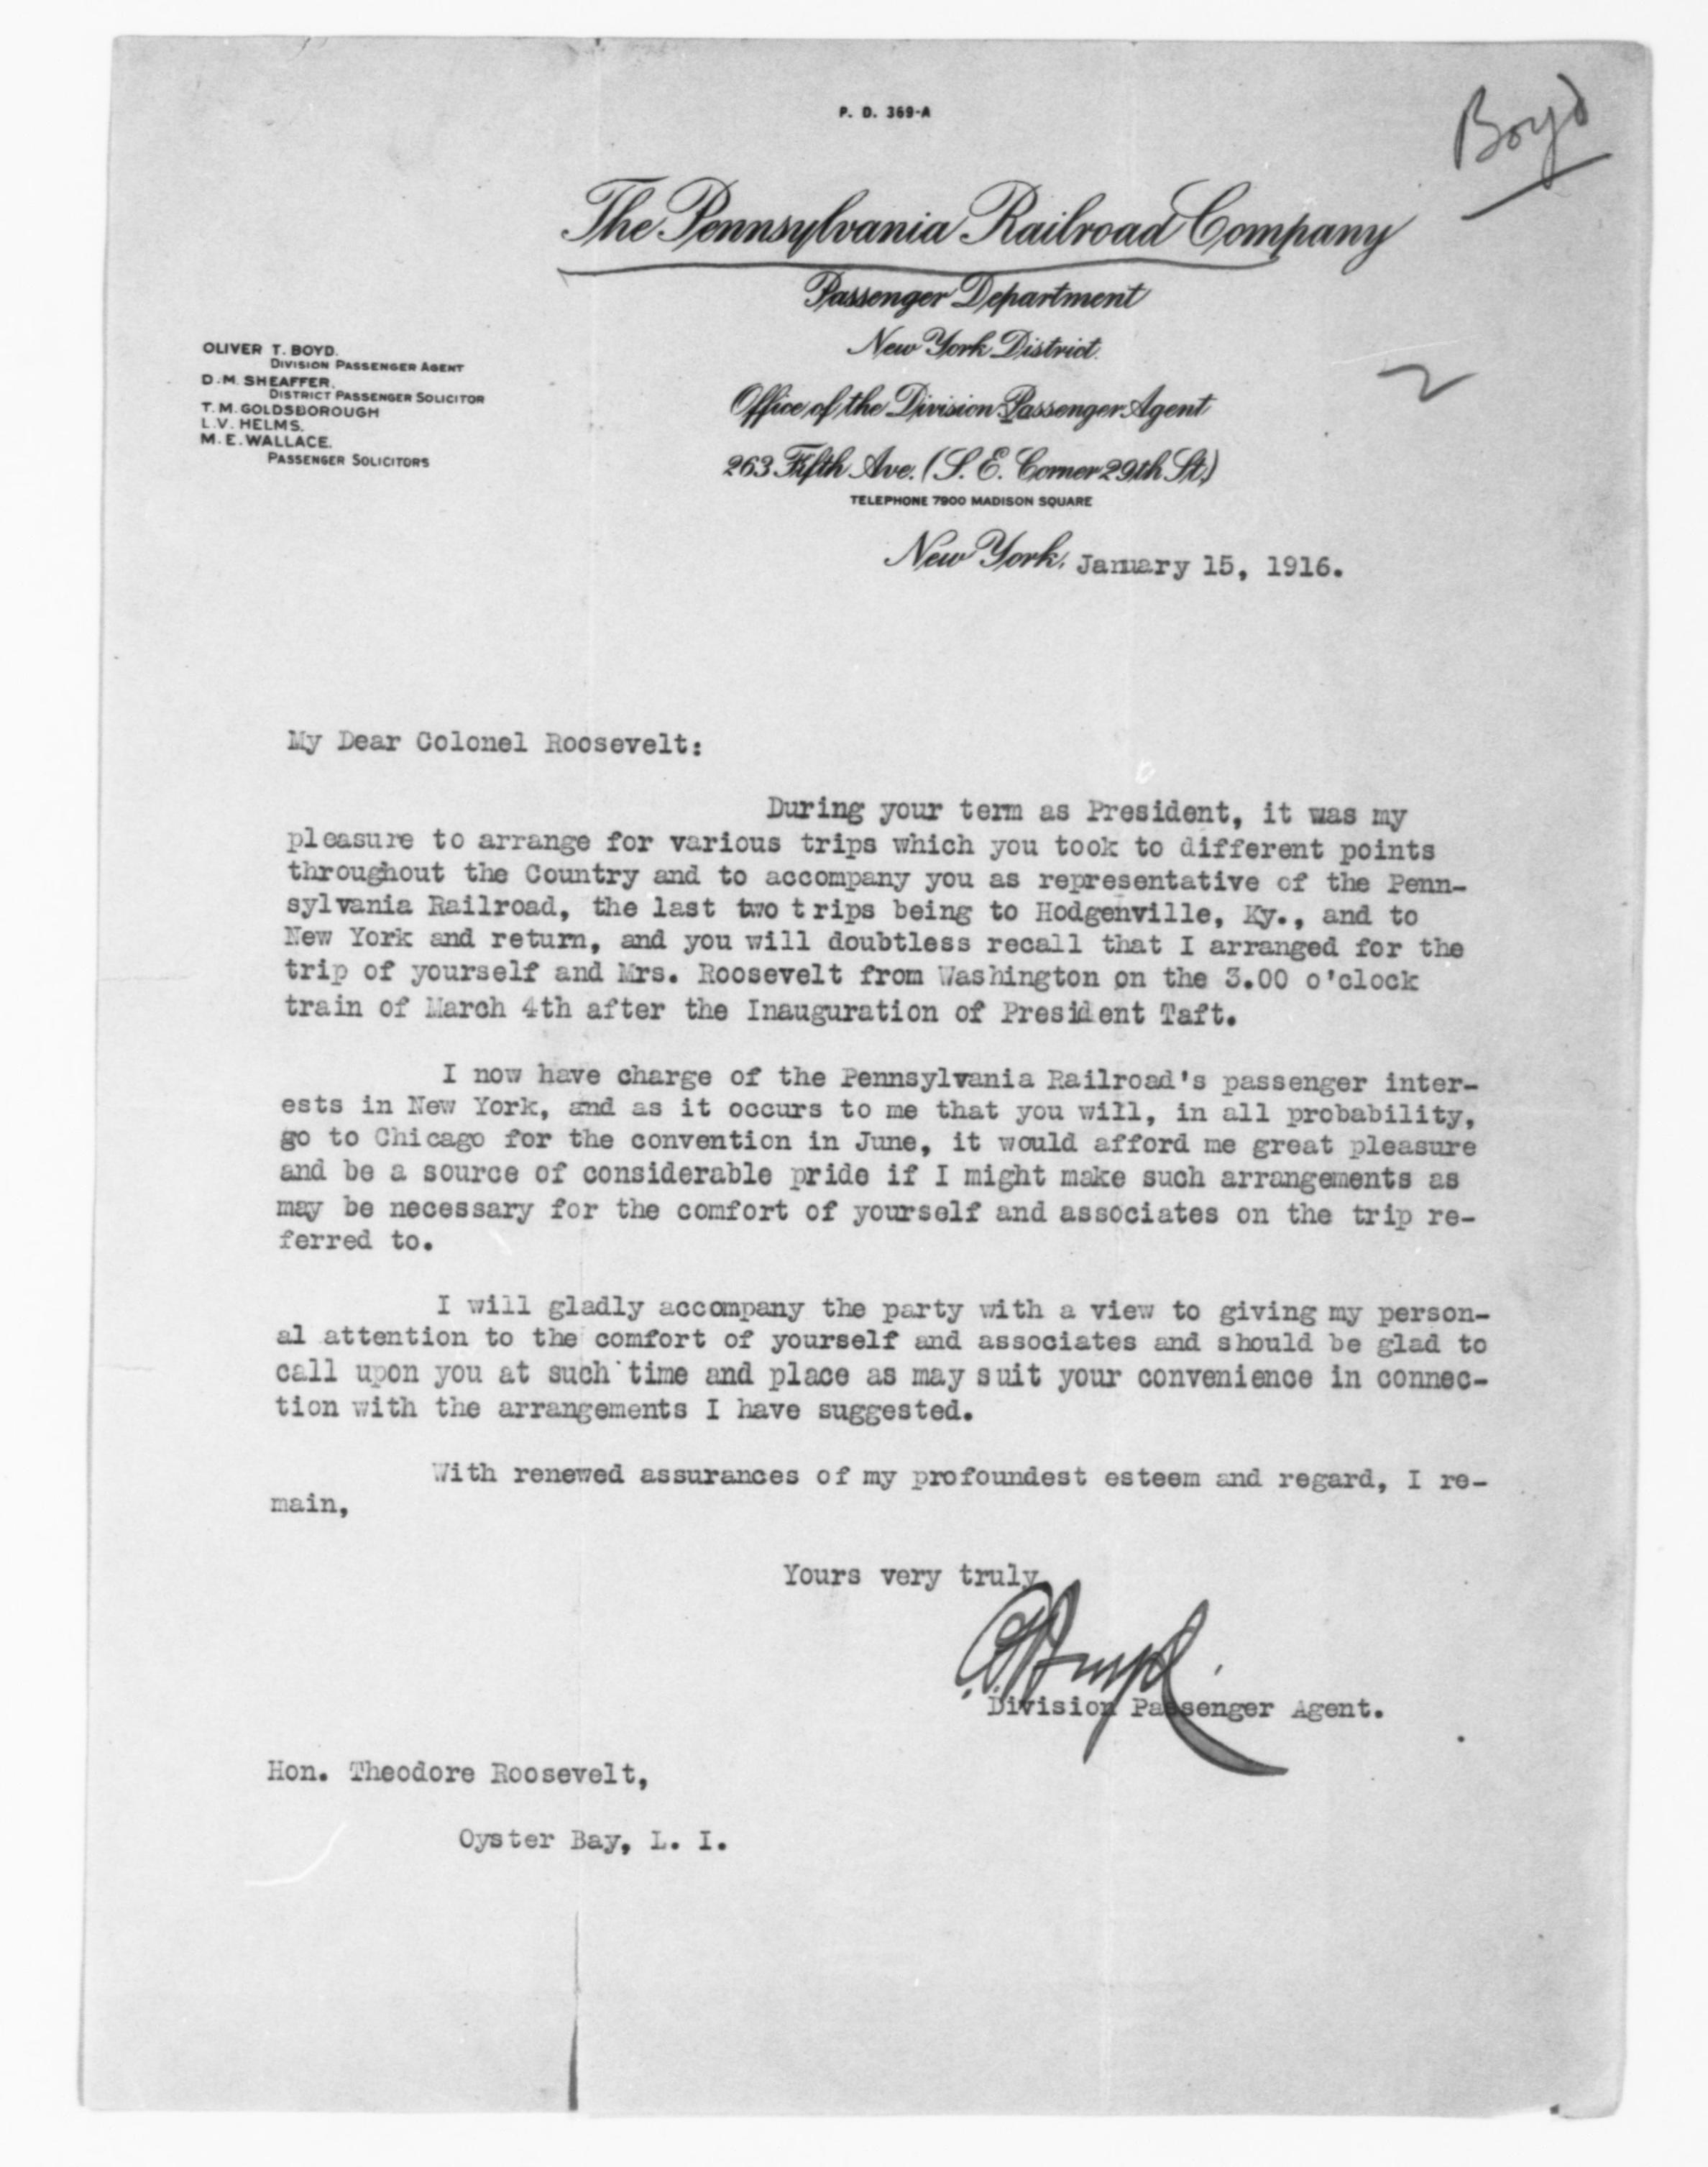 P. D. 369-A
Boyd
The Pennsylvania Railroad Company
Passenger Department
New York District.
Office of the Division Passenger Agent
263 Fifth Ave. (S. E. Corner 29th St.)
TELEPHONE 7900 MADISON SQUARE
OLIVER T. BOYD.
DIVISION PASSENGER AGENT
D. M. SHEAFFER.
DISTRICT PASSENGER SOLICITOR
T. M. GOLDSBOROUGH
L. V. HELMS.
M. E. WALLACE.
PASSENGER SOLICITORS
New York, January 15, 1916.
My Dear Colonel Roosevelt:
During your term as President, it was my
pleasure to arrange for various trips which you took to different points
throughout the Country and to accompany you as representative of the Penn-
sylvania Railroad, the last two trips being to Hodgenville, Ky., and to
New York and return, and you will doubtless recall that I arranged for the
trip of yourself and Mrs. Roosevelt from Washington on the 3.00 o'clock
train of March 4th after the Inauguration of President Taft.
I now have charge of the Pennsylvania Railroad's passenger inter-
ests in New York, and as it occurs to me that you will, in all probability,
go to Chicago for the convention in June, it would afford me great pleasure
and be a source of considerable pride if I might make such arrangements as
may be necessary for the comfort of yourself and associates on the trip re-
ferred to.
I will gladly accompany the party with a view to giving my person-
al attention to the comfort of yourself and associates and should be glad to
call upon you at such time and place as may suit your convenience in connec-
tion with the arrangements I have suggested.
With renewed assurances of my profoundest esteem and regard, I re-
main,
Yours very truly,
O T Boyd
Division Passenger Agent.
Hon. Theodore Roosevelt,
Oyster Bay, L. I.